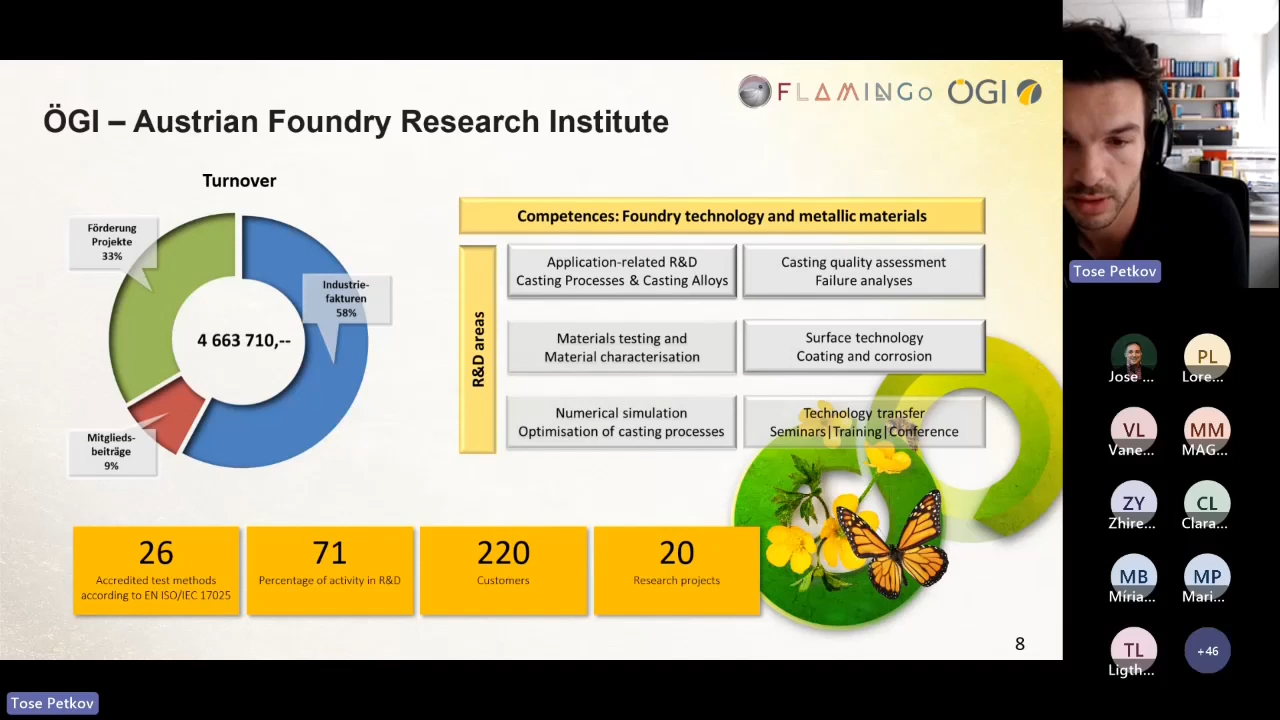 FLAMINGo ÖGI
ÖGI – Austrian Foundry Research Institute
Turnover
Förderung
Projekte
33%
Industrie-
fakturen
58%
4 663 710,--
Mitglieds-
beiträge
9%
Competences: Foundry technology and metallic materials
R&D areas
Application-related R&D
Casting Processes & Casting Alloys
Casting quality assessment
Failure analyses
Materials testing and
Material characterisation
Surface technology
Coating and corrosion
Numerical simulation
Optimisation of casting processes
Technology transfer
Seminars|Training|Conference
26
Accredited test methods
according to EN ISO/IEC 17025
71
Percentage of activity in R&D
220
Customers
20
Research projects
8
Tose Petkov
Jose ...
PL
Lore...
VL
Vane...
MM
MAG...
ZY
Zhire...
CL
Clara...
MB
Míria...
MP
Mari...
TL
Ligth...
+46
Tose Petkov